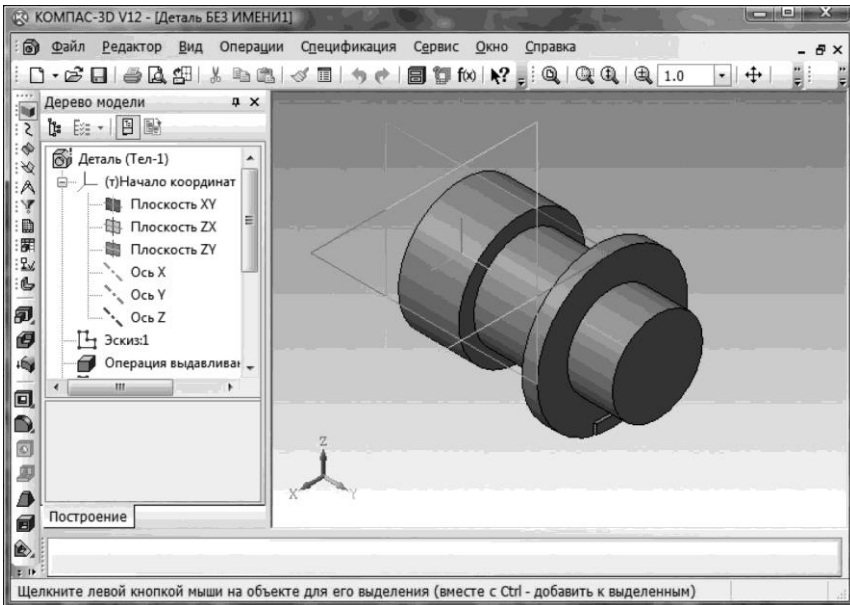 КОМПАС-3D V12 - [Деталь БЕЗ ИМЕНИ1]
Файл Редактор Вид Операции Спецификация Сервис Окно Справка
f(x) 1.0
Дерево модели
Деталь (Тел-1)
(т)Начало координат
Плоскость XY
Плоскость ZX
Плоскость ZY
Ось X
Ось Y
Ось Z
Эскиз:1
Операция выдавливан
Z
X Y
Построение
Щелкните левой кнопкой мыши на объекте для его выделения (вместе с Ctrl - добавить к выделенным)